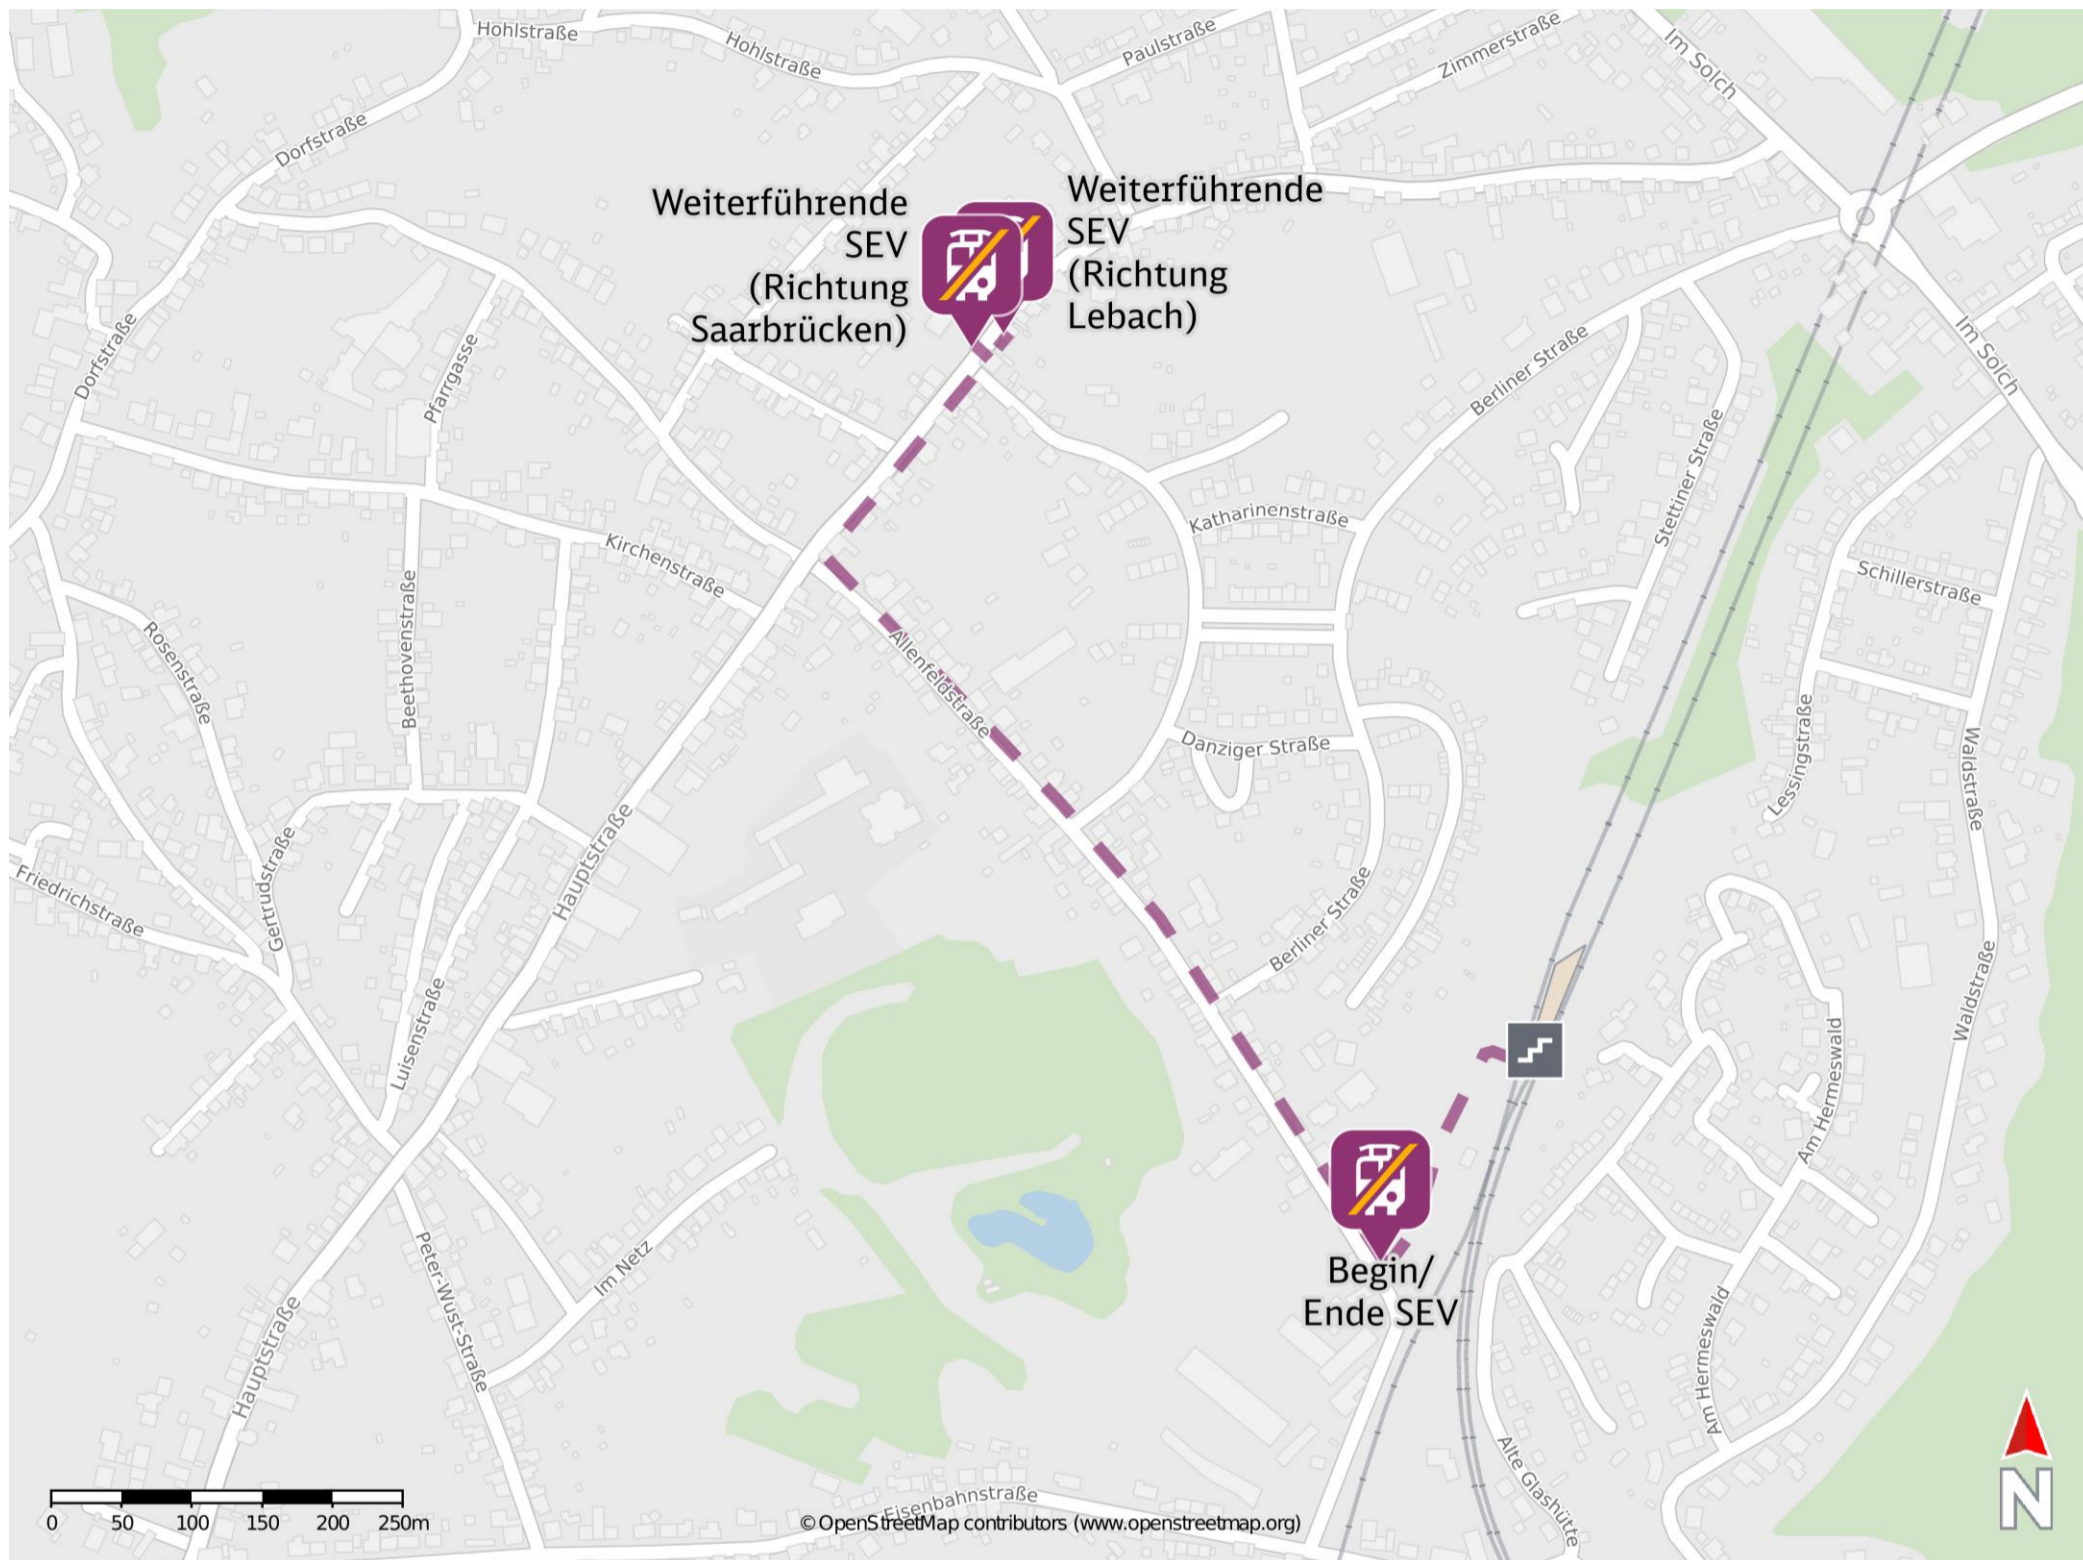 Hohlstraße
Hohlstraße
Paulstraße
Zimmerstraße
Im Solch
Dorfstraße
Weiterführende
SEV
(Richtung
Saarbrücken)
Weiterführende
SEV
(Richtung
Lebach)
Dorfstraße
Pfarrgasse
Berliner Straße
Im Solch
Stettiner Straße
Katharinenstraße
Kirchenstraße
Schillerstraße
Beethovenstraße
Rosenstraße
Allenfeldstraße
Danziger Straße
Lessingstraße
Waldstraße
Hauptstraße
Gertrudstraße
Friedrichstraße
Berliner Straße
Waldstraße
Luisenstraße
Am Hermeswald
Begin/
Ende SEV
Im Netz
Peter-Wust-Straße
Hauptstraße
Am Hermeswald
Alte Glashütte
Eisenbahnstraße
N
0 50 100 150 200 250m
© OpenStreetMap contributors (www.openstreetmap.org)